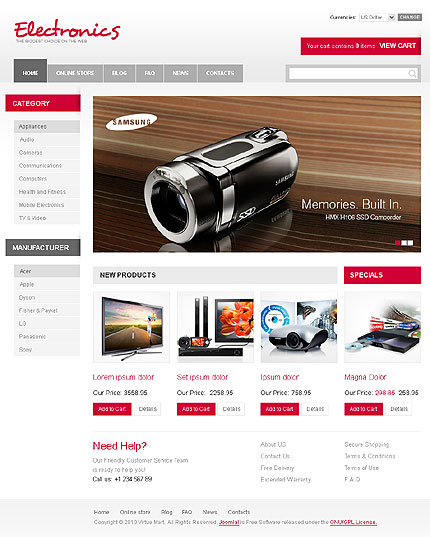 Currencies: US Dollar CHANGE
Electronics
THE BIGGEST CHOICE ON THE WEB
Your cart contains 0 items VIEW CART
HOME ONLINE STORE BLOG FAQ NEWS CONTACTS
CATEGORY
Appliances
Audio
Cameras
Communications
Computers
Health and Fitness
Mobile Electronics
TV & Video
MANUFACTURER
Acer
Apple
Dyson
Fisher & Paykel
LG
Panasonic
Sony
SAMSUNG
SAMSUNG
SSD
Memories. Built In.
HMX H106 SSD Camcorder
NEW PRODUCTS SPECIALS
Lorem ipsum dolor Set ipsum dolor Ipsum dolor Magna Dolor
Our Price: 3558.95 Our Price: 2258.95 Our Price: 758.95 Our Price: 298.95 258.95
Add to Cart Details Add to Cart Details Add to Cart Details Add to Cart Details
Need Help?
Our Friendly Customer Service Team
is ready to help you!
Call us: +1 234 567 89
About US
Contact Us
Free Delivery
Extended Warranty
Secure Shopping
Terms & Conditions
Terms of Use
F.A.Q
Home Online store Blog FAQ News Contacts
Copyright © 2010 Virtue Mart. All Rights Reserved. Joomla! is Free Software released under the GNU/GPL License.